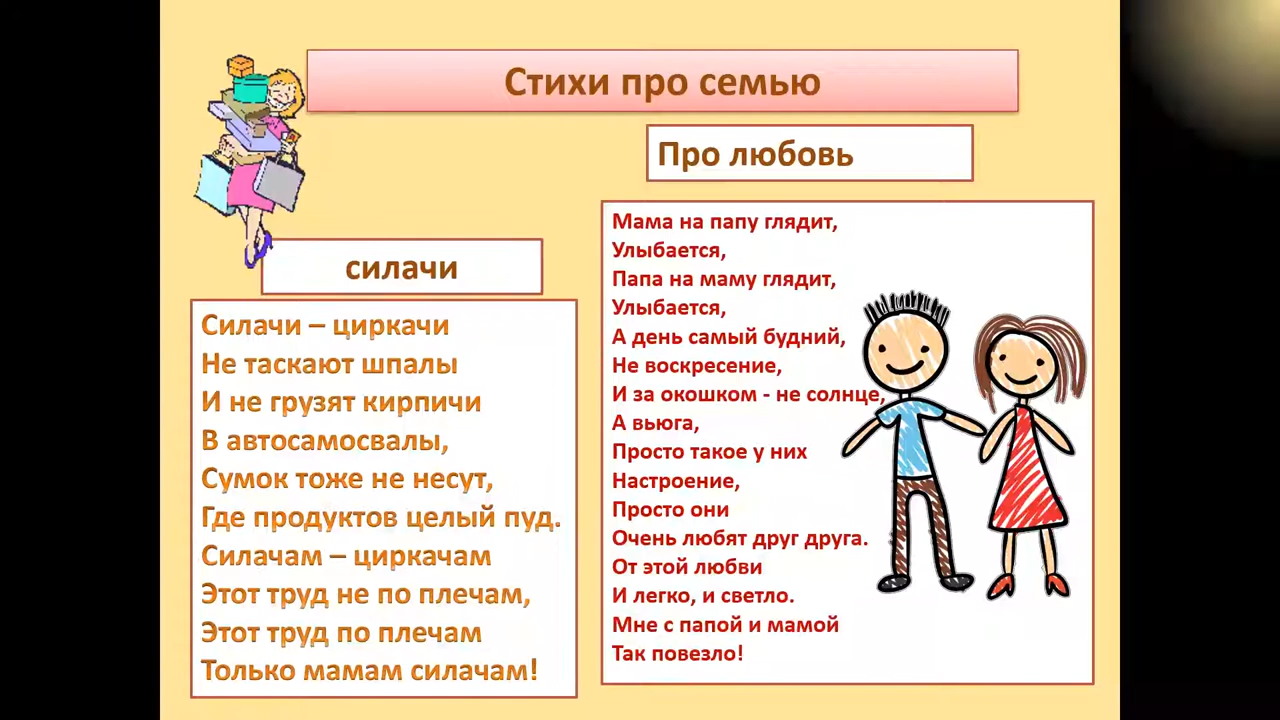 Стихи про семью
силачи
Силачи – циркачи
Не таскают шпалы
И не грузят кирпичи
В автосамосвалы,
Сумок тоже не несут,
Где продуктов целый пуд.
Силачам – циркачам
Этот труд не по плечам,
Этот труд по плечам
Только мамам силачам!
Про любовь
Мама на папу глядит,
Улыбается,
Папа на маму глядит,
Улыбается,
А день самый будний,
Не воскресение,
И за окошком - не солнце,
А вьюга,
Просто такое у них
Настроение,
Просто они
Очень любят друг друга.
От этой любви
И легко, и светло.
Мне с папой и мамой
Так повезло!